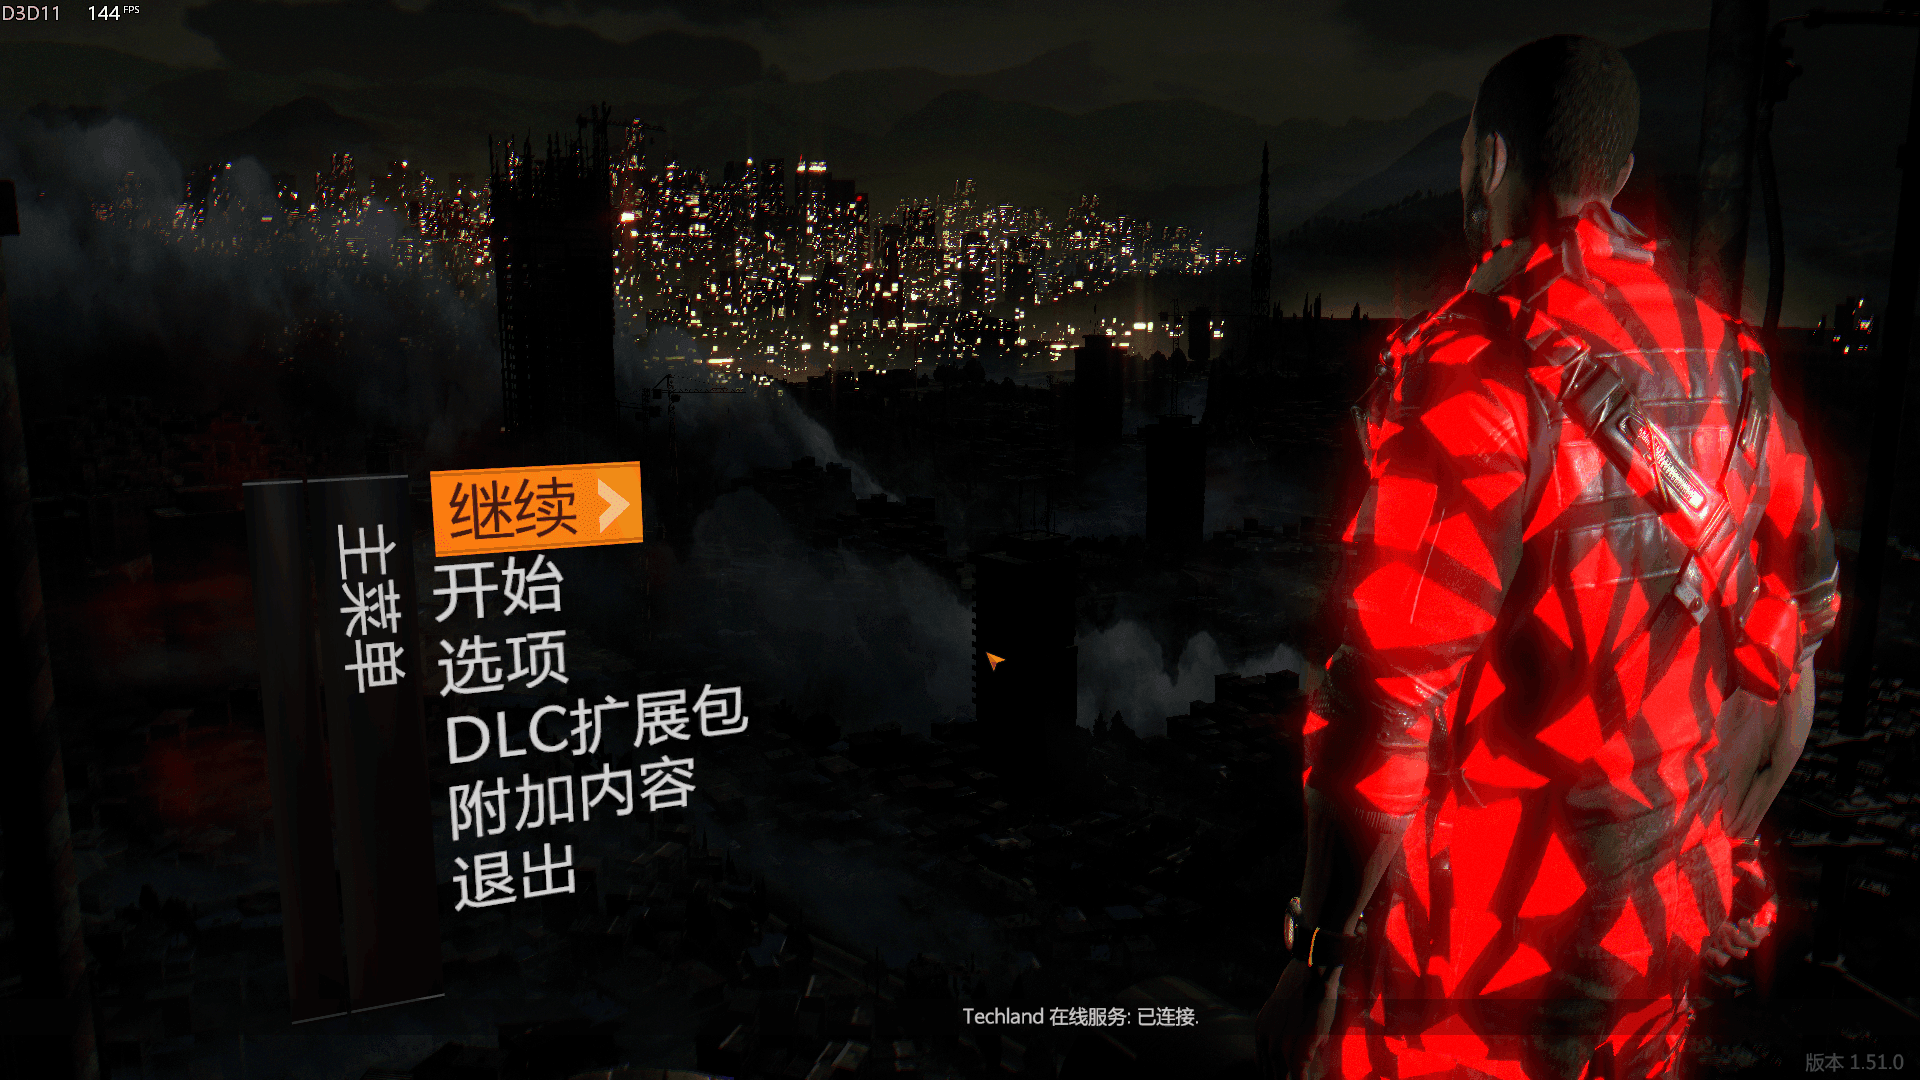 D3D11 144 FPS
主菜单
继续
开始
选项
DLC扩展包
附加内容
退出
Techland 在线服务: 已连接.
版本 1.51.0